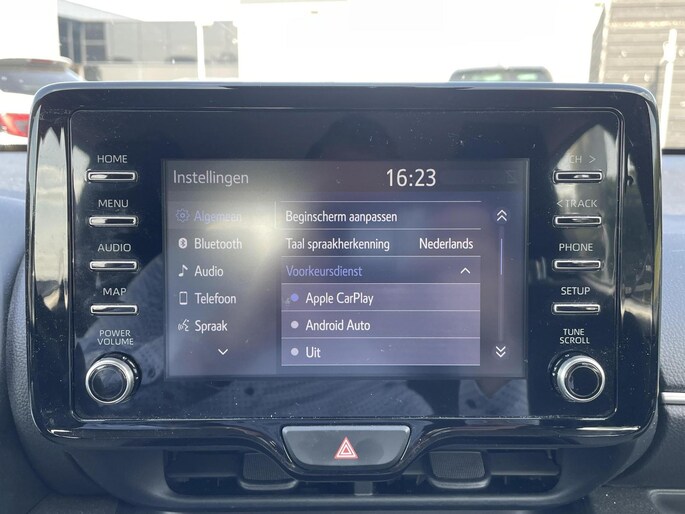 HOME
MENU
AUDIO
MAP
POWER
VOLUME
Instellingen 16:23
Algemeen
Bluetooth
Audio
Telefoon
Spraak
Beginscherm aanpassen
Taal spraakherkenning Nederlands
Voorkeursdienst
Apple CarPlay
Android Auto
Uit
CH >
< TRACK
PHONE
SETUP
TUNE
SCROLL